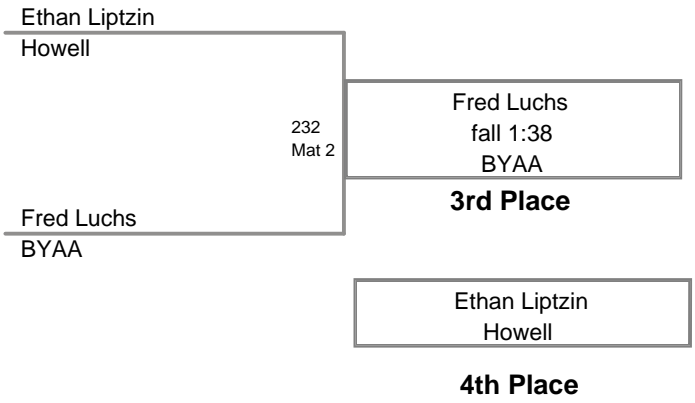 Ethan Liptzin
Howell
232
Mat 2
Fred Luchs
fall 1:38
BYAA
3rd Place
Fred Luchs
BYAA
Ethan Liptzin
Howell
4th Place